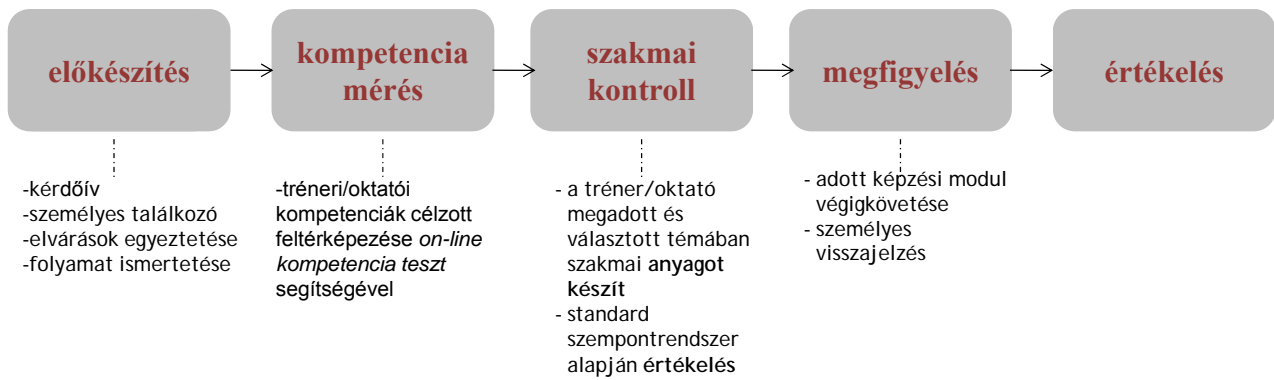 előkészítés
kompetencia
mérés
szakmai
kontroll
megfigyelés
értékelés
-kérdőív
-személyes találkozó
-elvárások egyeztetése
-folyamat ismertetése
-tréneri/oktatói
kompetenciák célzott
feltérképezése on-line
kompetencia teszt
segítségével
- a tréner/oktató
megadott és
választott témában
szakmai anyagot
készít
- standard
szempontrendszer
alapján értékelés
- adott képzési modul
végigkövetése
- személyes
visszajelzés